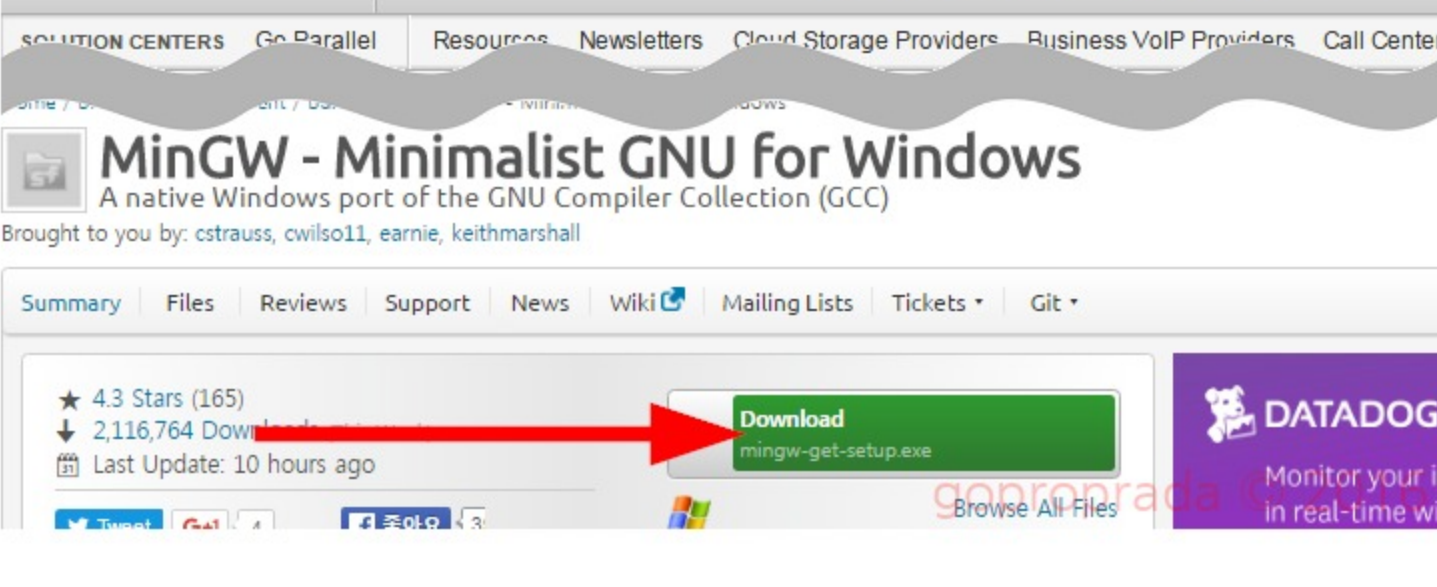 SOLUTION CENTERS Go Parallel Resources Newsletters Cloud Storage Providers Business VoIP Providers Call Center
MinGW - Minimalist GNU for Windows
A native Windows port of the GNU Compiler Collection (GCC)
Brought to you by: cstrauss, cwilso11, earnie, keithmarshall
Summary Files Reviews Support News Wiki Mailing Lists Tickets Git
4.3 Stars (165)
2,116,764 Downloads
Last Update: 10 hours ago
Tweet G+1 4 좋아요
Download
mingw-get-setup.exe
Browse All Files
goproprada © 2016
DATADOG
Monitor your
in real-time